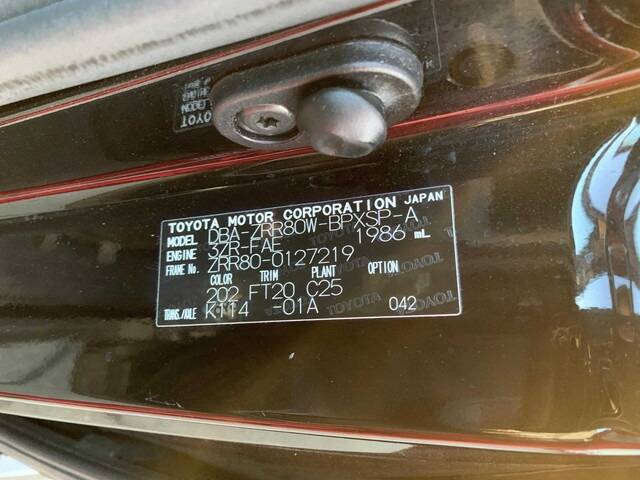 TOYOTA MOTOR CORPORATION JAPAN
MODEL DBA-ZRR80W-BPXSP-A
ENGINE 3ZR-FAE 1986 mL
FRAME NO. ZRR80-0127219
COLOR TRIM PLANT OPTION
202 FT20 C25
TRANS./AXLE K114 -01A 042